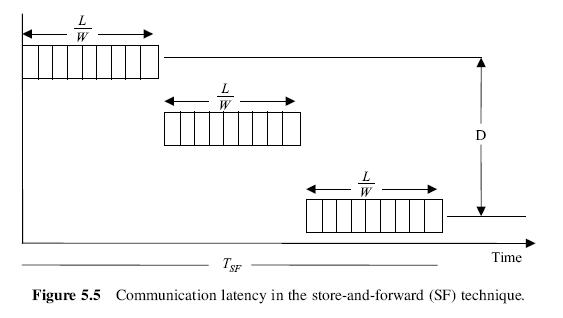 L
W
L
W
D
L
W
Time
T_SF
Figure 5.5 Communication latency in the store-and-forward (SF) technique.